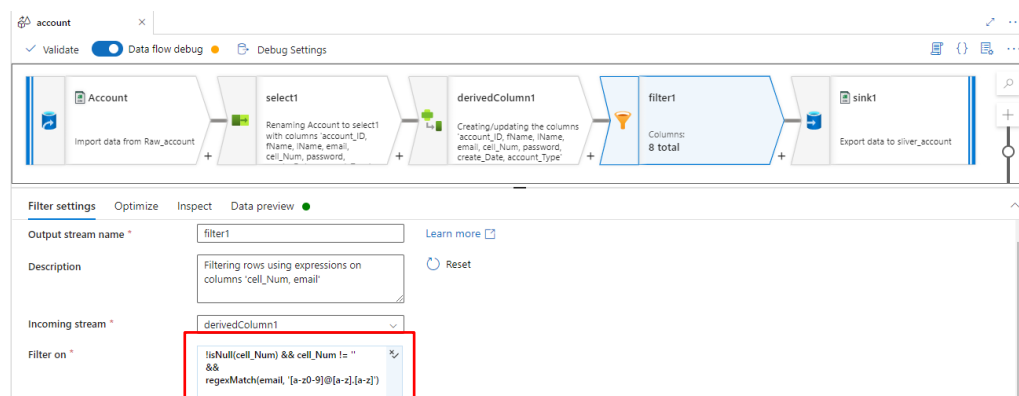 account
Validate Data flow debug Debug Settings
Account
Import data from Raw_account
select1
Renaming Account to select1
with columns 'account_ID,
fName, lName, email,
cell_Num, password,
derivedColumn1
Creating/updating the columns
'account_ID, fName, lName,
email, cell_Num, password,
create_Date, account_Type'
filter1
Columns:
8 total
sink1
Export data to sliver_account
Filter settings Optimize Inspect Data preview
Output stream name * filter1 Learn more
Description Filtering rows using expressions on
columns 'cell_Num, email'
Reset
Incoming stream * derivedColumn1
Filter on * !isNull(cell_Num) && cell_Num != ''
&&
regexMatch(email, '[a-z0-9]@[a-z].[a-z]')